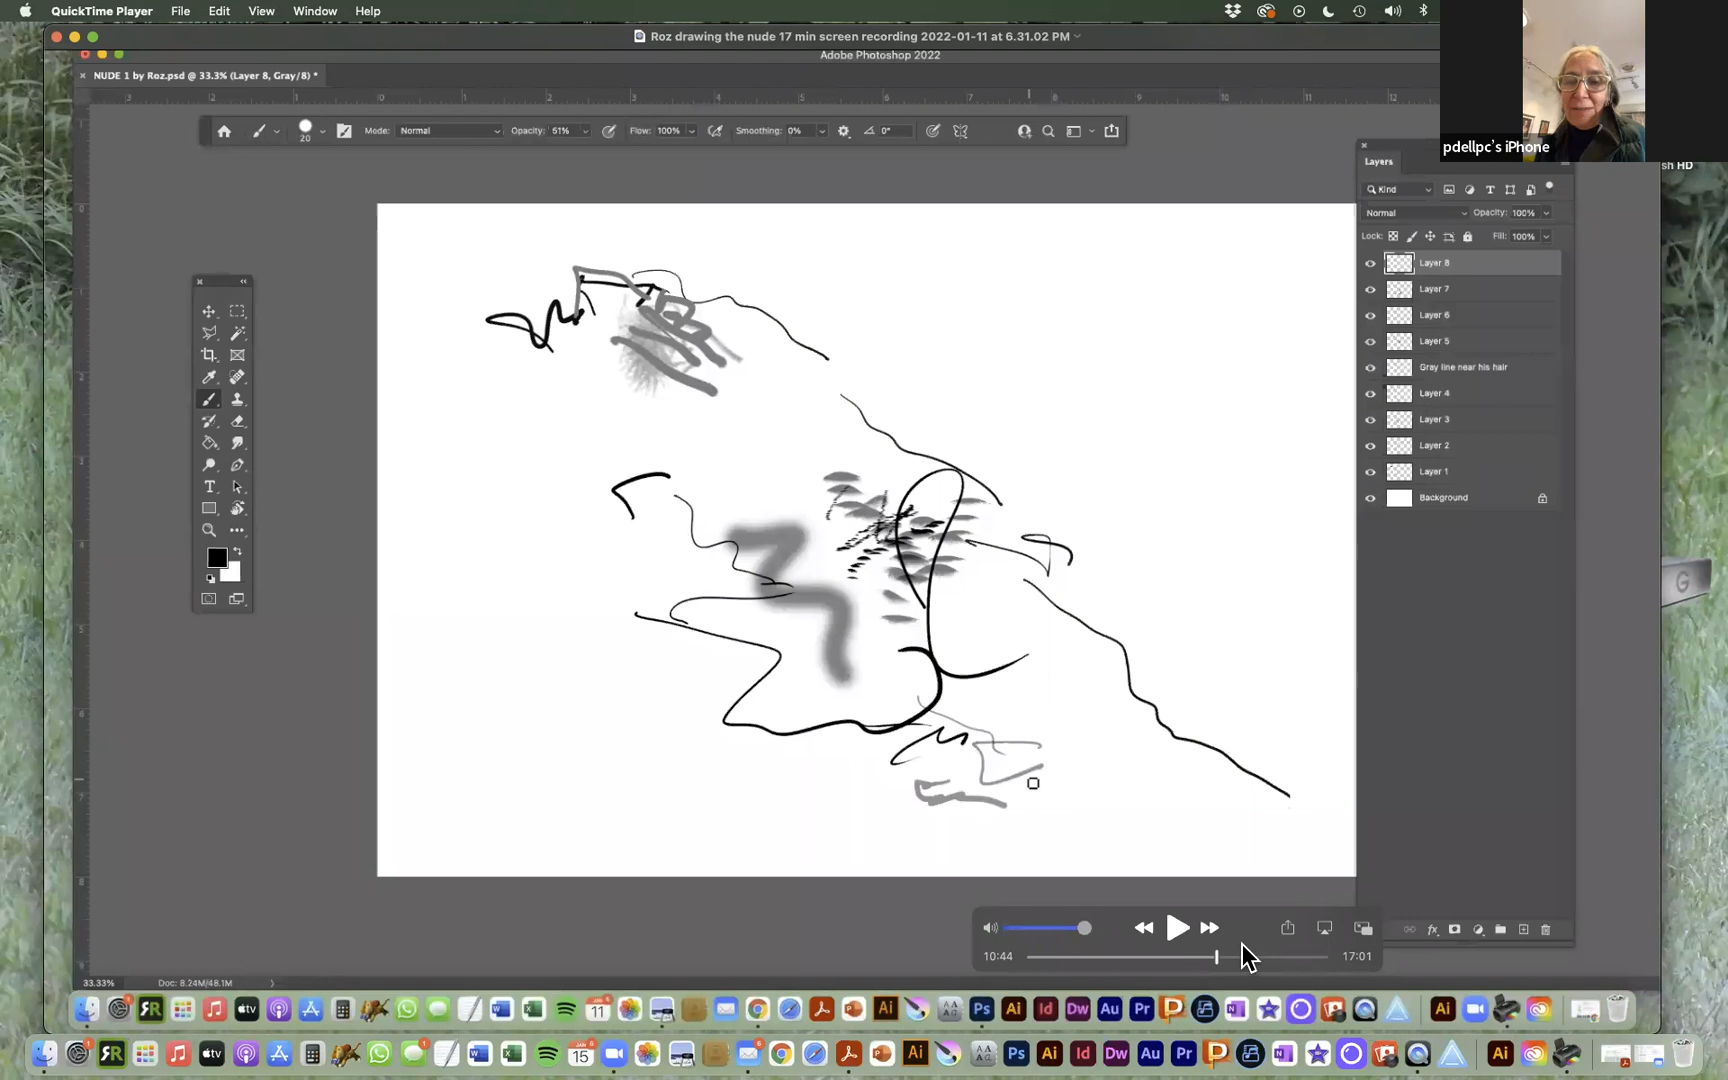 QuickTime Player File Edit View Window Help
Roz drawing the nude 17 min screen recording 2022-01-11 at 6.31.02 PM
Adobe Photoshop 2022
NUDE 1 by Roz.psd @ 33.3% (Layer 8, Gray/8) *
pdellpc's iPhone
sh HD
20
Mode: Normal
Opacity: 51%
Flow: 100%
Smoothing: 0%
0°
Layers
Kind
Normal
Opacity: 100%
Lock:
Fill: 100%
Layer 8
Layer 7
Layer 6
Layer 5
Gray line near his hair
Layer 4
Layer 3
Layer 2
Layer 1
Background
G
10:44
17:01
33.33%
Doc: 8.24M/48.1M